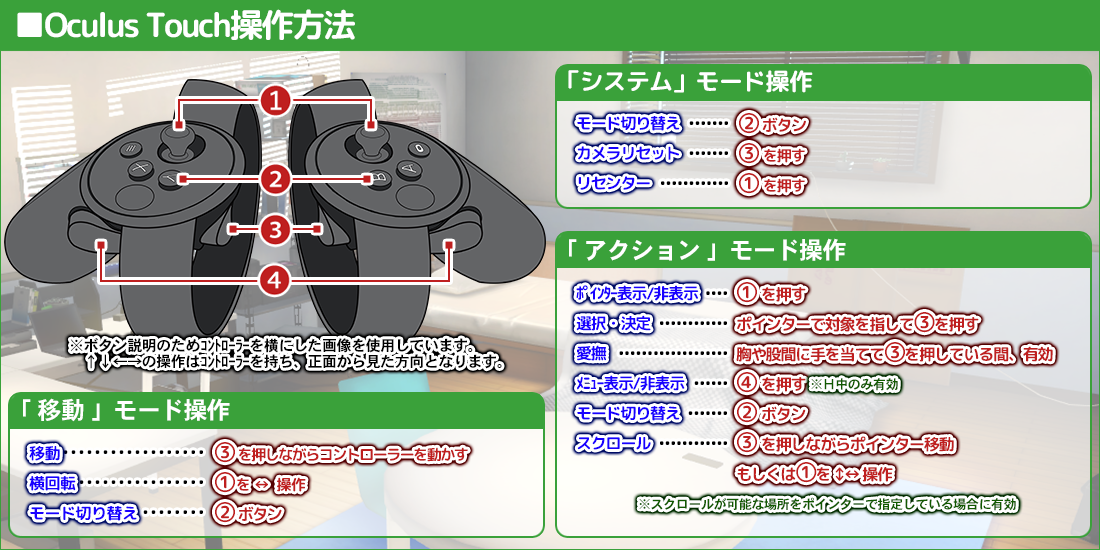 ■Oculus Touch操作方法
1
2
3
4
X
Y
B
Y
※ボタン説明のためｺﾝﾄﾛｰﾗｰを横にした画像を使用しています。
↑↓←→の操作はｺﾝﾄﾛｰﾗｰを持ち、正面から見た方向となります。
「 移動 」モード操作
移動 ················· ③を押しながらコントローラーを動かす
横回転 ··············· ①を ↔ 操作
モード切り替え ········ ②ボタン
「システム」モード操作
モード切り替え ······· ②ボタン
カメラリセット ······· ③を押す
リセンター ············ ①を押す
「 アクション 」モード操作
ﾎﾟｲﾝﾀｰ表示/非表示 ···· ①を押す
選択・決定 ············ ポインターで対象を指して③を押す
愛撫 ··················· 胸や股間に手を当てて③を押している間、有効
ﾒﾆｭｰ表示/非表示 ······· ④を押す ※H中のみ有効
モード切り替え ······· ②ボタン
スクロール ············ ③を押しながらポインター移動
もしくは①を ↕↔ 操作
※スクロールが可能な場所をポインターで指定している場合に有効